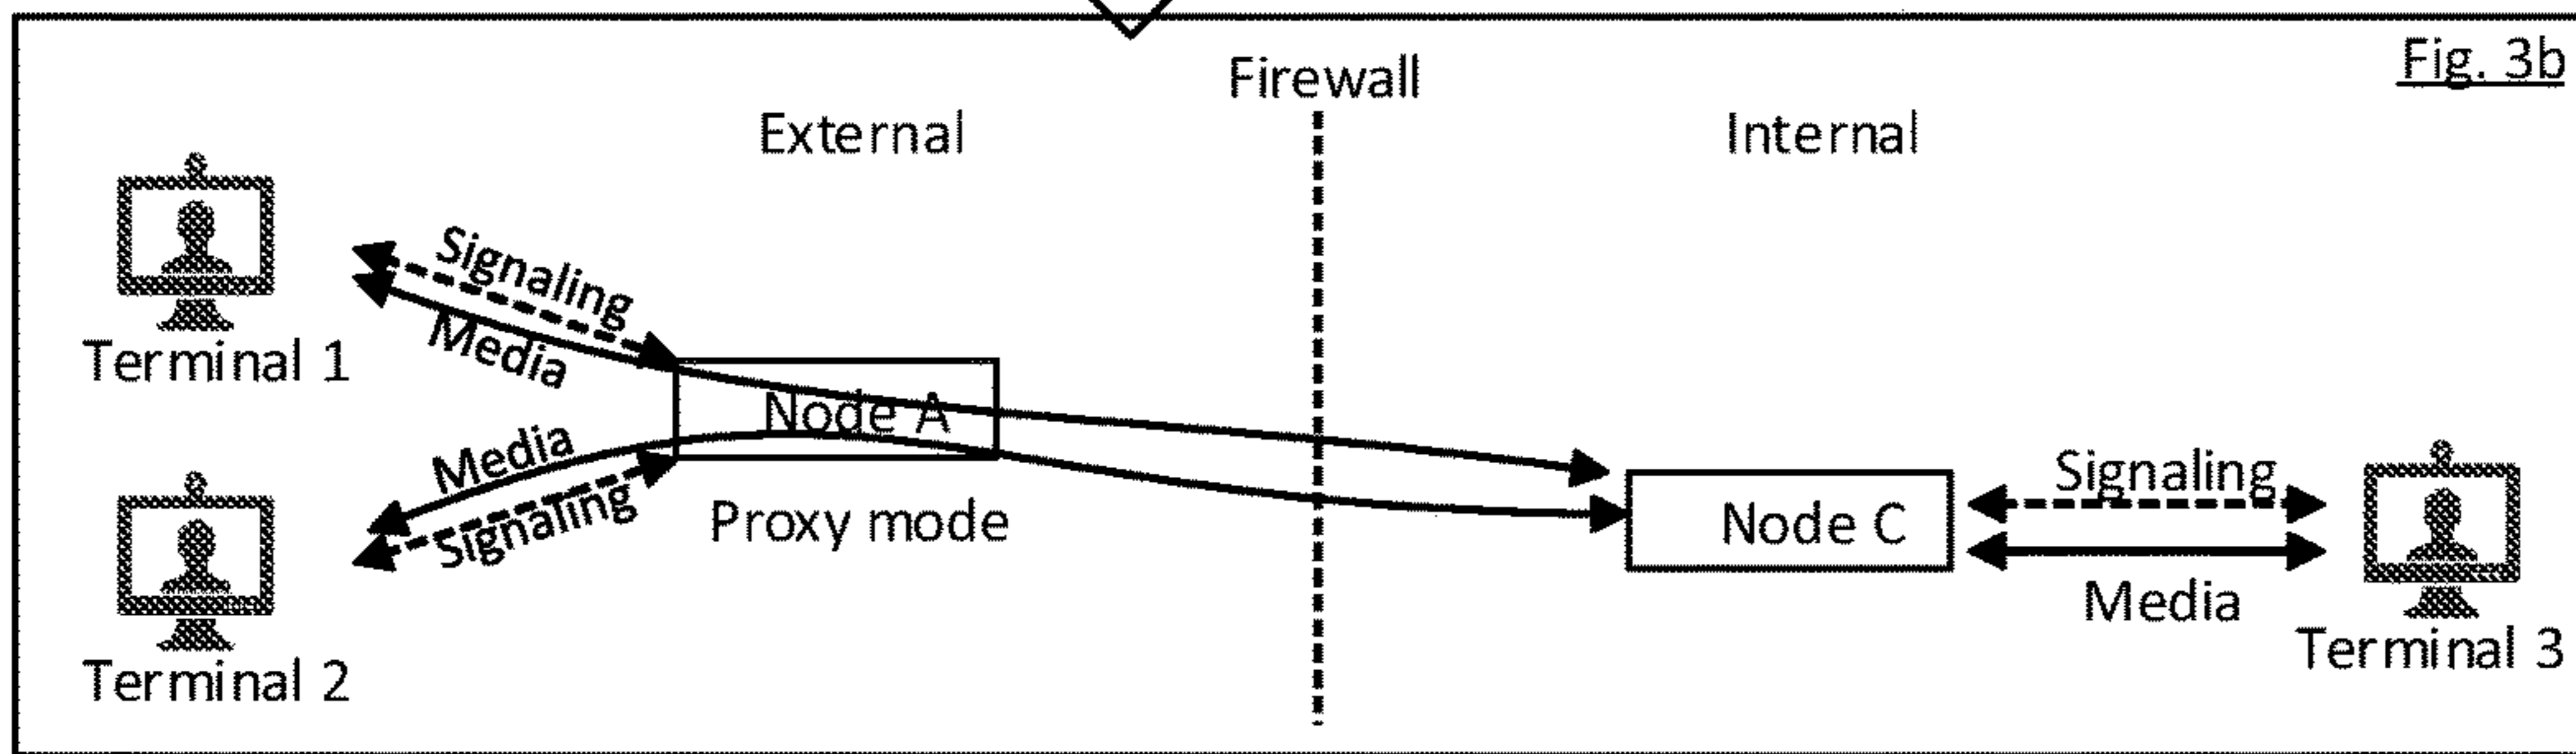 Fig. 3b
Firewall
External
Internal
Signaling
Media
Terminal 1
Node A
Media
Signaling
Proxy mode
Terminal 2
Node C
Signaling
Media
Terminal 3